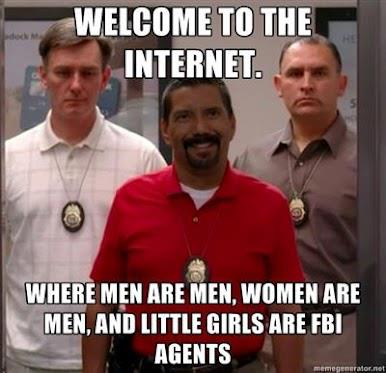 WELCOME TO THE
INTERNET.
WHERE MEN ARE MEN, WOMEN ARE
MEN, AND LITTLE GIRLS ARE FBI
AGENTS
memegenerator.net